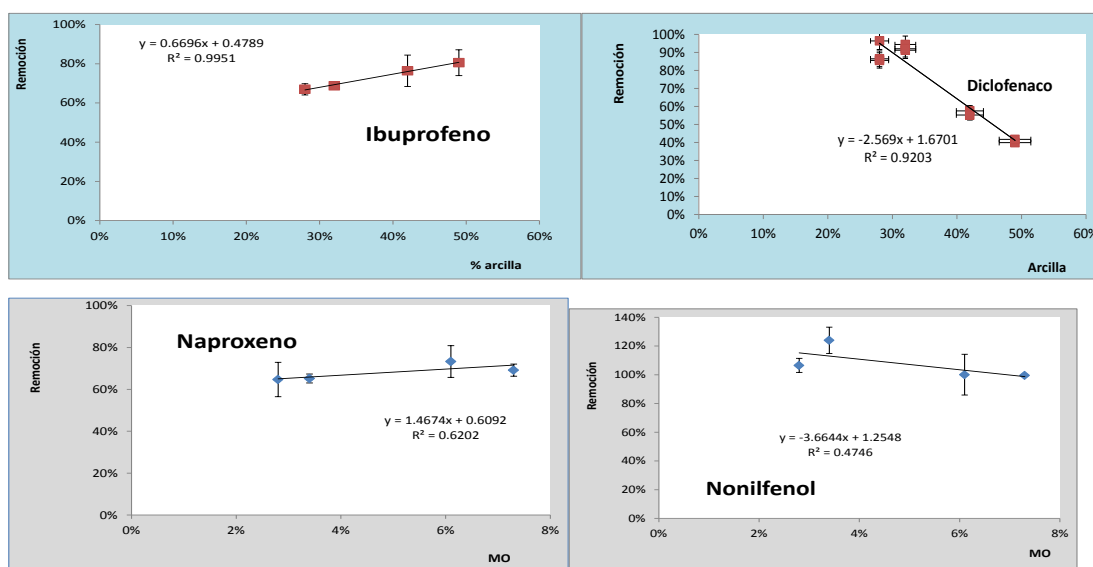 100%
80%
60%
40%
20%
0%
Remoción
y = 0.6696x + 0.4789
R² = 0.9951
Ibuprofeno
0%
10%
20%
30%
40%
50%
60%
% arcilla
100%
90%
80%
70%
60%
50%
40%
30%
20%
10%
0%
Remoción
Diclofenaco
y = -2.569x + 1.6701
R² = 0.9203
0%
10%
20%
30%
40%
50%
60%
Arcilla
100%
80%
60%
40%
20%
0%
Remoción
Naproxeno
y = 1.4674x + 0.6092
R² = 0.6202
0%
2%
4%
6%
8%
MO
140%
120%
100%
80%
60%
40%
20%
0%
Remoción
y = -3.6644x + 1.2548
R² = 0.4746
Nonilfenol
0%
2%
4%
6%
8%
MO